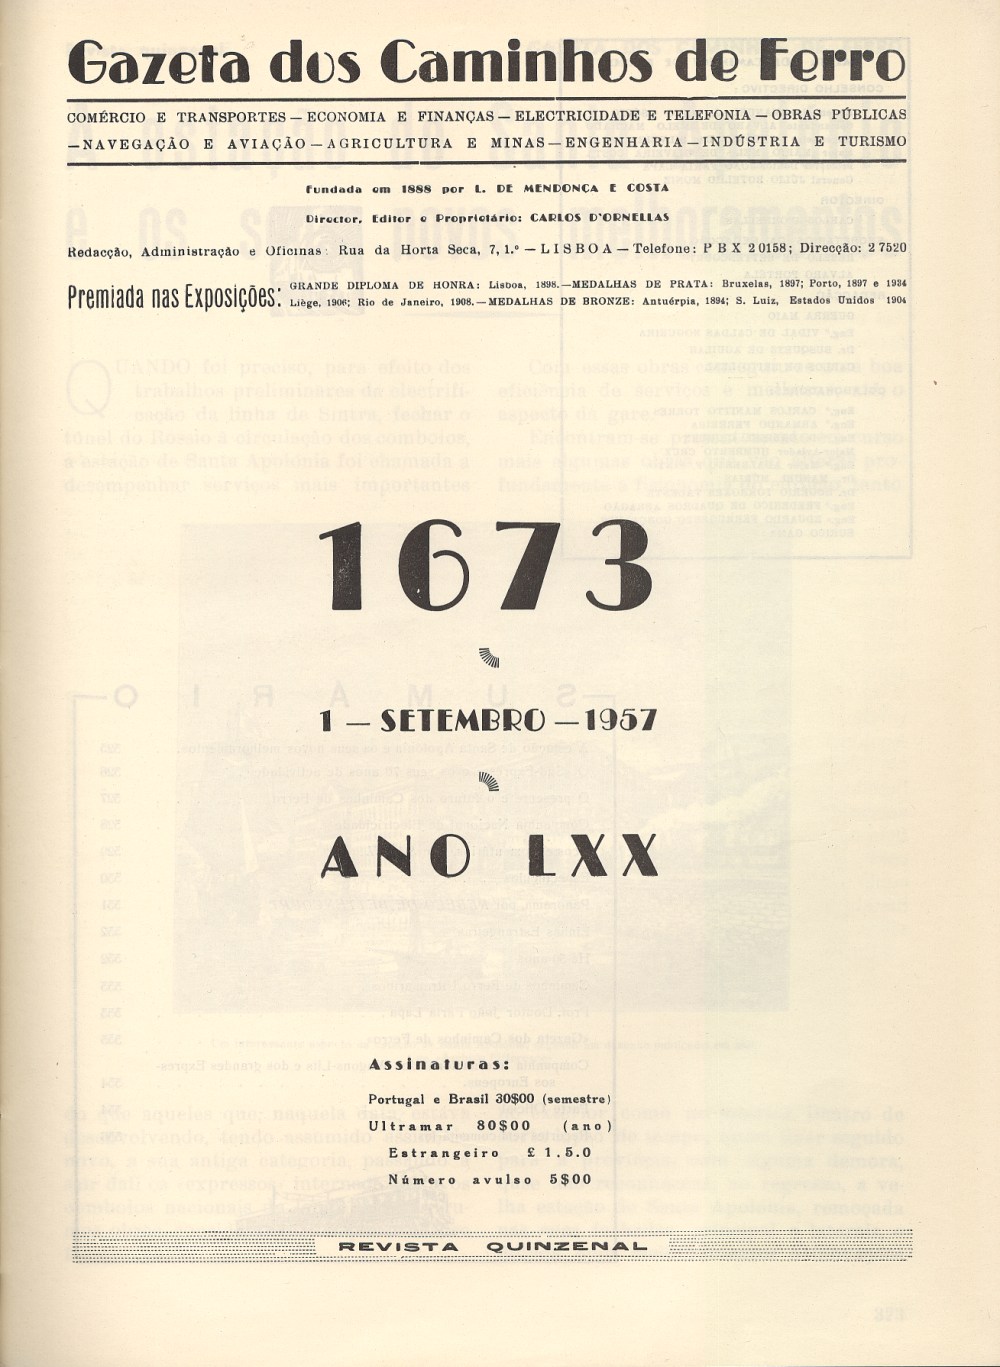 Gazeta dos Caminhos de Ferro
COMÉRCIO E TRANSPORTES — ECONOMIA E FINANÇAS — ELECTRICIDADE E TELEFONIA — OBRAS PÚBLICAS
— NAVEGAÇÃO E AVIAÇÃO — AGRICULTURA E MINAS — ENGENHARIA — INDÚSTRIA E TURISMO
Fundada em 1888 por L. DE MENDONÇA E COSTA
Director, Editor e Proprietário: CARLOS D'ORNELLAS
Redacção, Administração e Oficinas: Rua da Horta Seca, 7, 1.º — LISBOA — Telefone: PBX 20158; Direcção: 27520
Premiada nas Exposições:
GRANDE DIPLOMA DE HONRA: Lisboa, 1898. — MEDALHAS DE PRATA: Bruxelas, 1897; Porto, 1897 e 1934
Liège, 1906; Rio de Janeiro, 1908. — MEDALHAS DE BRONZE: Antuérpia, 1894; S. Luiz, Estados Unidos 1904
1673
1 — SETEMBRO — 1957
ANO LXX
Assinaturas:
Portugal e Brasil 30$00 (semestre)
Ultramar 80$00 (ano)
Estrangeiro £ 1.5.0
Número avulso 5$00
REVISTA QUINZENAL